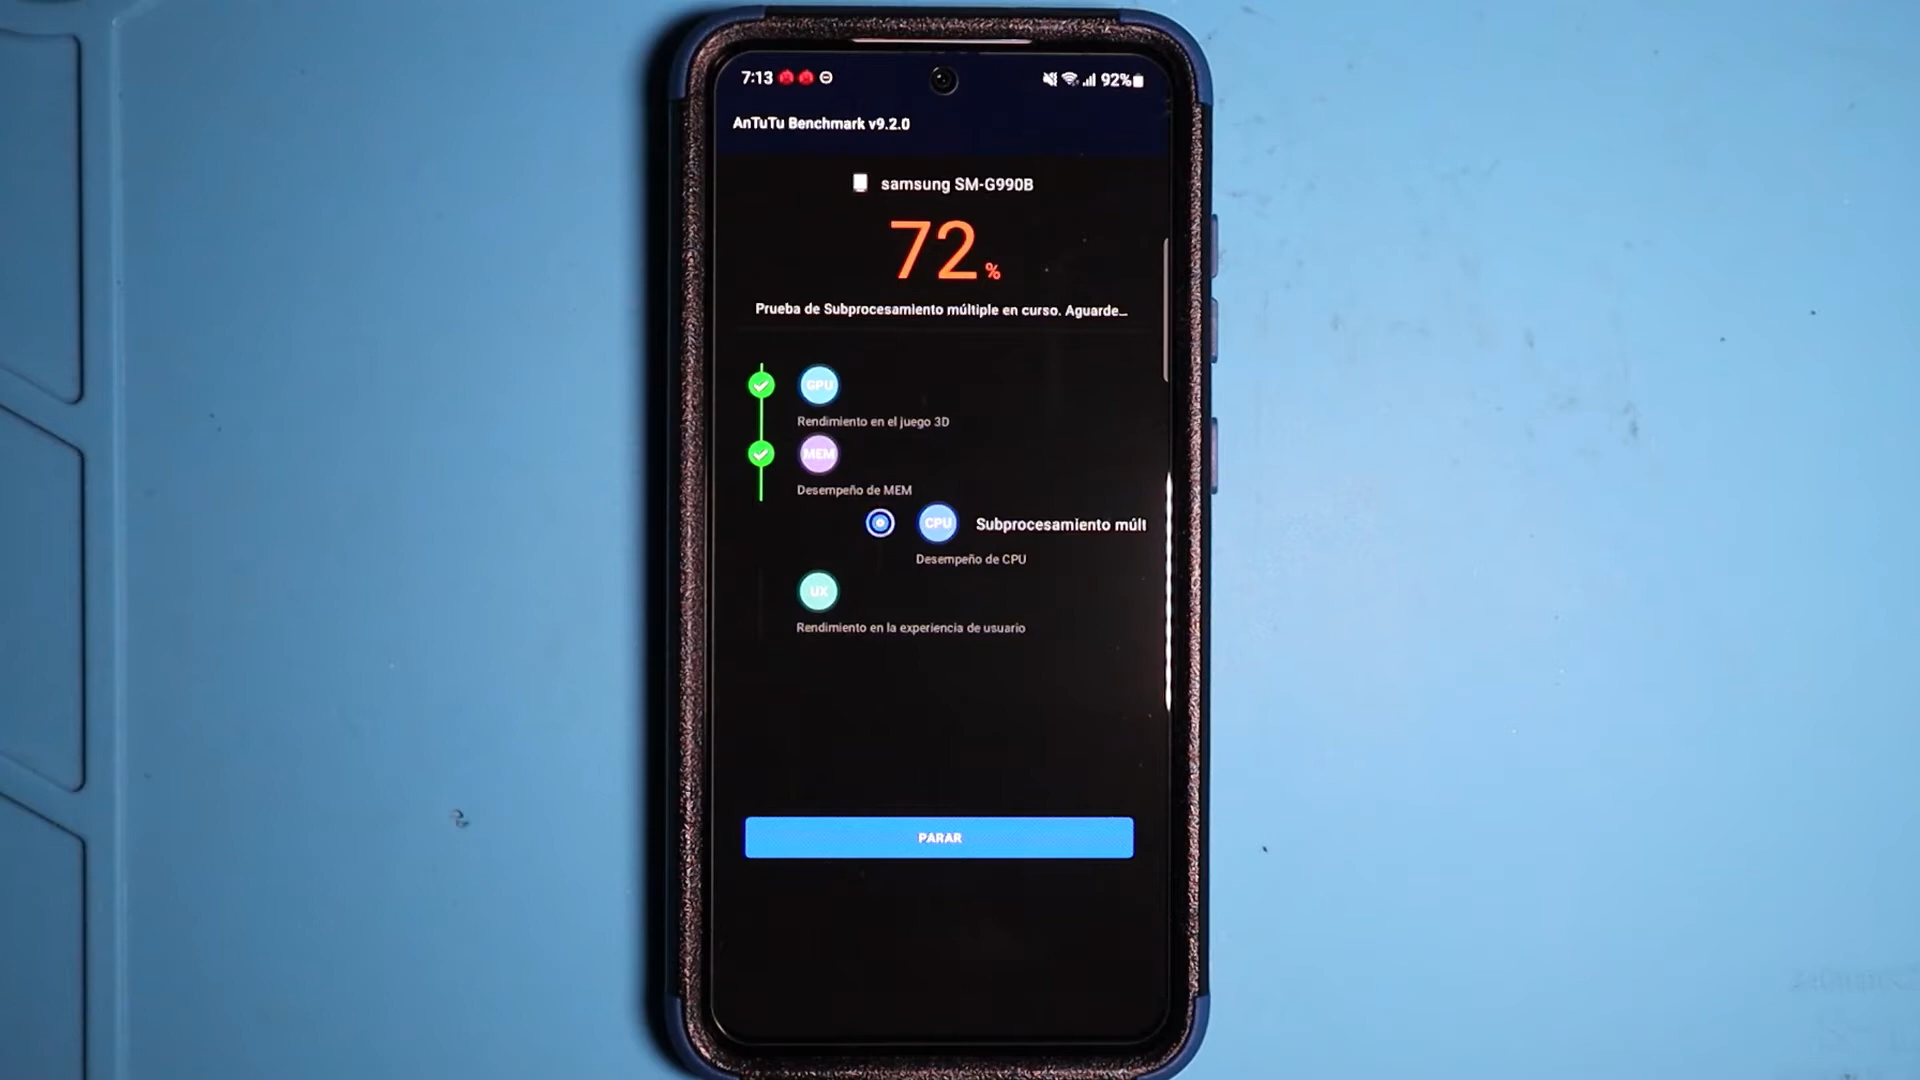 7:13 92%
AnTuTu Benchmark v9.2.0
samsung SM-G990B
72 %
Prueba de Subprocesamiento múltiple en curso. Aguarde...
GPU
Rendimiento en el juego 3D
MEM
Desempeño de MEM
CPU Subprocesamiento múlt
Desempeño de CPU
UX
Rendimiento en la experiencia de usuario
PARAR